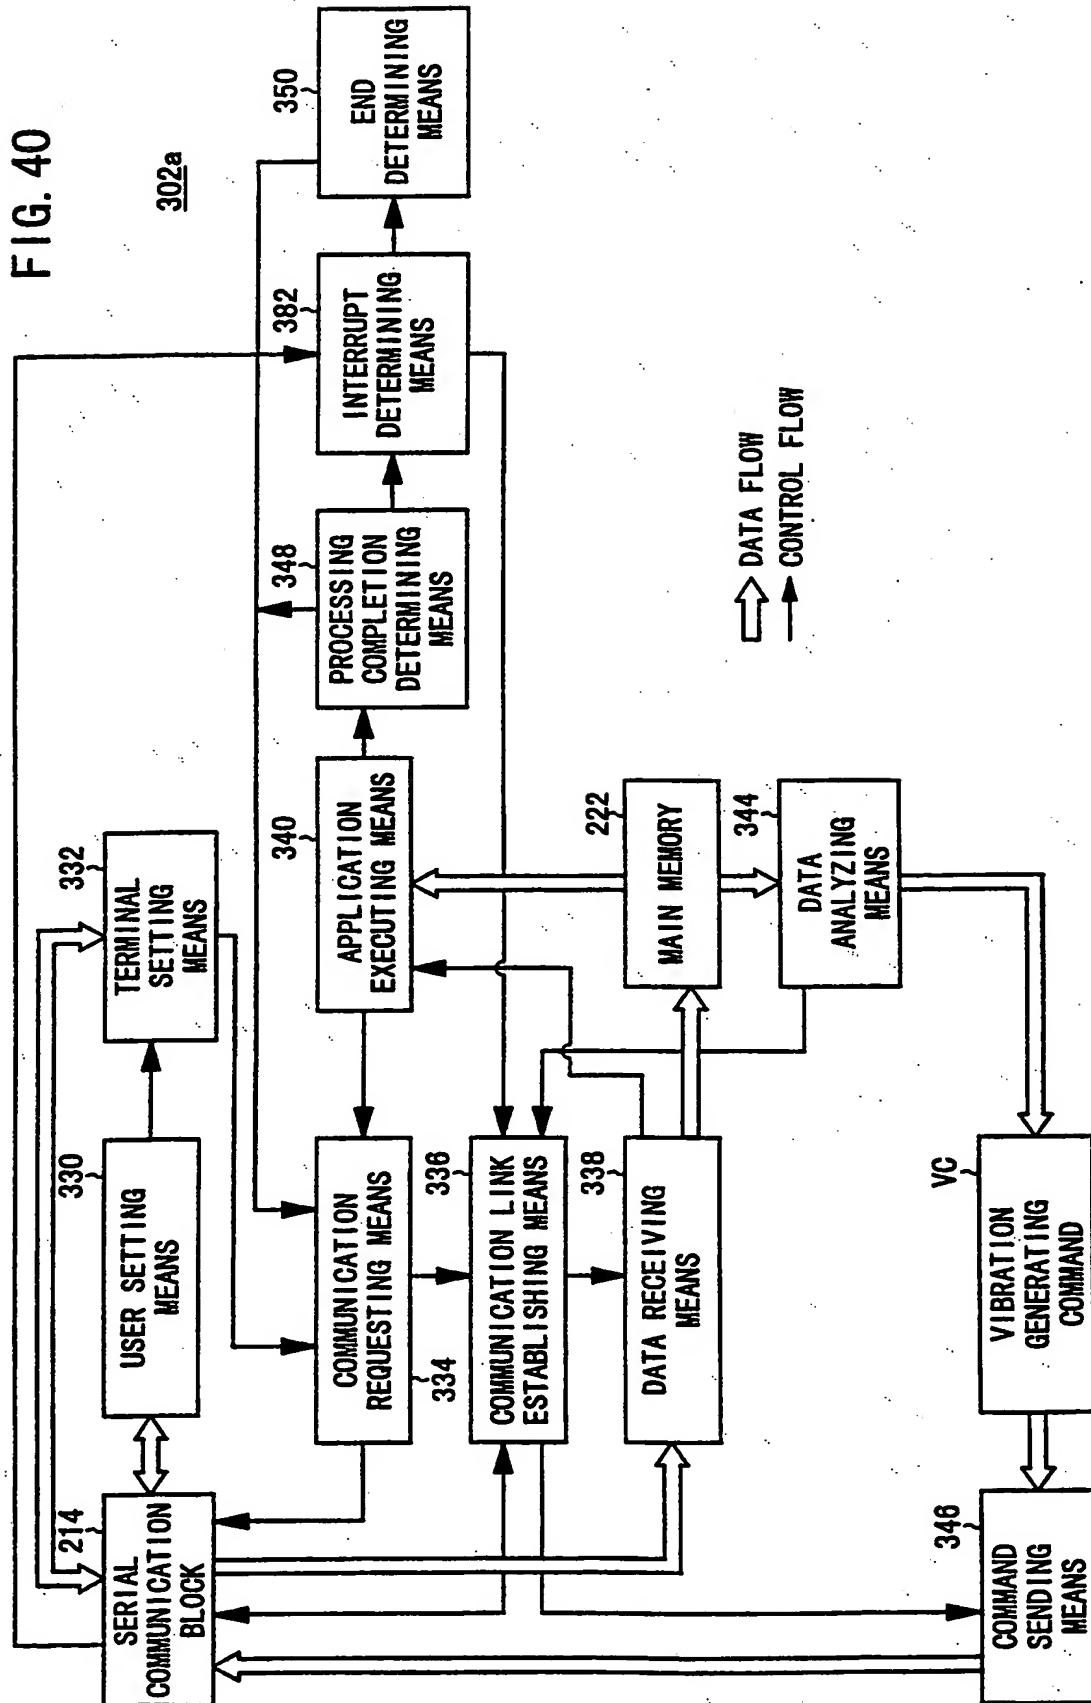 FIG. 40
302a
214
SERIAL
COMMUNICATION
BLOCK
330
USER SETTING
MEANS
332
TERMINAL
SETTING
MEANS
334
COMMUNICATION
REQUESTING MEANS
340
APPLICATION
EXECUTING MEANS
348
PROCESSING
COMPLETION
DETERMINING
MEANS
382
INTERRUPT
DETERMINING
MEANS
350
END
DETERMINING
MEANS
336
COMMUNICATION LINK
ESTABLISHING MEANS
338
DATA RECEIVING
MEANS
222
MAIN MEMORY
344
DATA
ANALYZING
MEANS
DATA FLOW
CONTROL FLOW
346
COMMAND
SENDING
MEANS
VC
VIBRATION
GENERATING
COMMAND